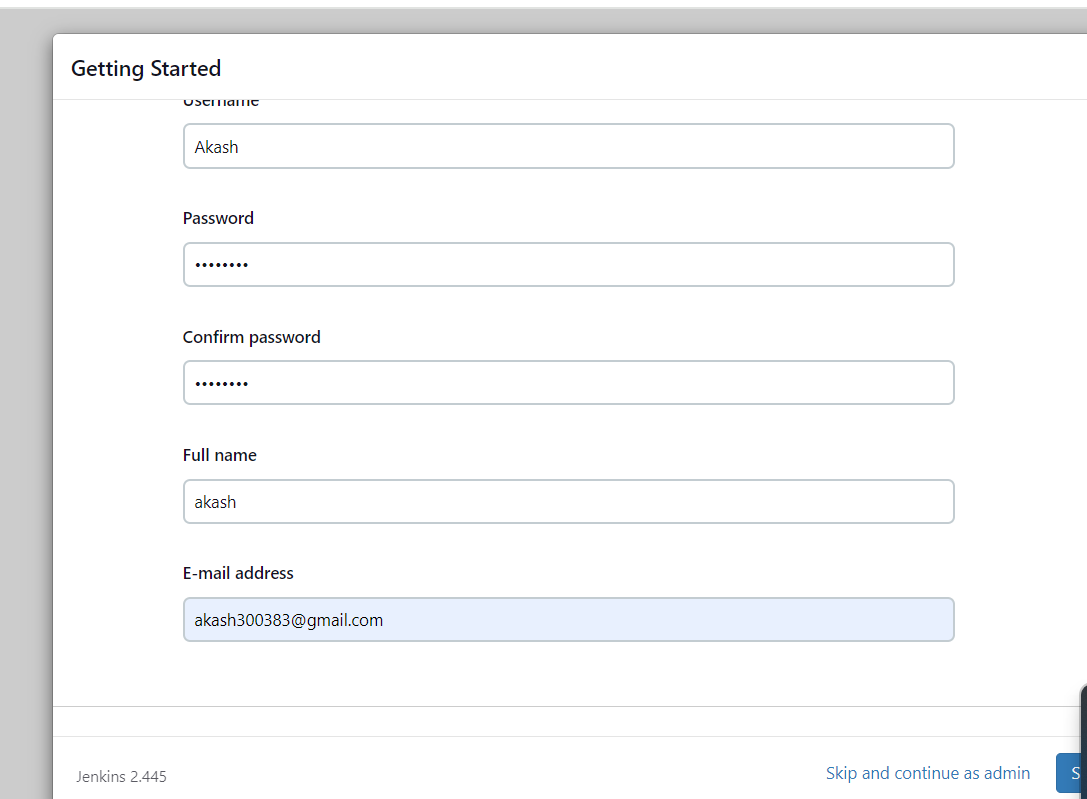 Getting Started
Username
Akash
Password
••••••••
Confirm password
••••••••
Full name
akash
E-mail address
akash300383@gmail.com
Jenkins 2.445
Skip and continue as admin
S